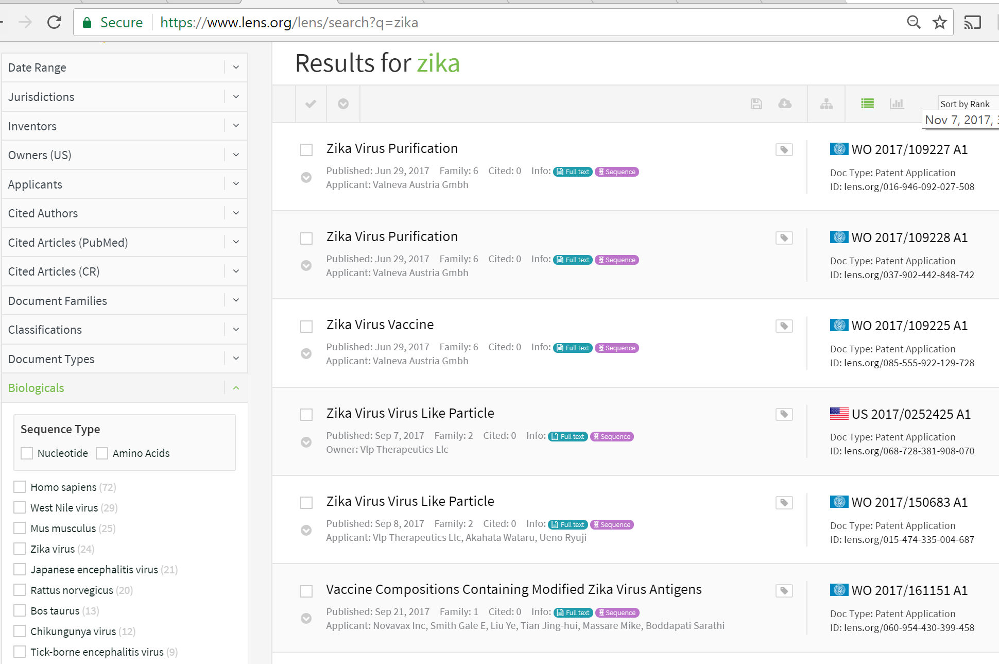 Secure https://www.lens.org/lens/search?q=zika
Date Range
Jurisdictions
Inventors
Owners (US)
Applicants
Cited Authors
Cited Articles (PubMed)
Cited Articles (CR)
Document Families
Classifications
Document Types
Biologicals
Sequence Type
Nucleotide Amino Acids
Homo sapiens (72)
West Nile virus (29)
Mus musculus (25)
Zika virus (24)
Japanese encephalitis virus (21)
Rattus norvegicus (20)
Bos taurus (13)
Chikungunya virus (12)
Tick-borne encephalitis virus (9)
Results for zika
Sort by Rank
Nov 7, 2017,
Zika Virus Purification
Published: Jun 29, 2017 Family: 6 Cited: 0 Info: Full text Sequence
Applicant: Valneva Austria Gmbh
WO 2017/109227 A1
Doc Type: Patent Application
ID: lens.org/016-946-092-027-508
Zika Virus Purification
Published: Jun 29, 2017 Family: 6 Cited: 0 Info: Full text Sequence
Applicant: Valneva Austria Gmbh
WO 2017/109228 A1
Doc Type: Patent Application
ID: lens.org/037-902-442-848-742
Zika Virus Vaccine
Published: Jun 29, 2017 Family: 6 Cited: 0 Info: Full text Sequence
Applicant: Valneva Austria Gmbh
WO 2017/109225 A1
Doc Type: Patent Application
ID: lens.org/085-555-922-129-728
Zika Virus Virus Like Particle
Published: Sep 7, 2017 Family: 2 Cited: 0 Info: Full text Sequence
Owner: Vlp Therapeutics Llc
US 2017/0252425 A1
Doc Type: Patent Application
ID: lens.org/068-728-381-908-070
Zika Virus Virus Like Particle
Published: Sep 8, 2017 Family: 2 Cited: 0 Info: Full text Sequence
Applicant: Vlp Therapeutics Llc, Akahata Wataru, Ueno Ryuji
WO 2017/150683 A1
Doc Type: Patent Application
ID: lens.org/015-474-335-004-687
Vaccine Compositions Containing Modified Zika Virus Antigens
Published: Sep 21, 2017 Family: 1 Cited: 0 Info: Full text Sequence
Applicant: Novavax Inc, Smith Gale E, Liu Ye, Tian Jing-hui, Massare Mike, Boddapati Sarathi
WO 2017/161151 A1
Doc Type: Patent Application
ID: lens.org/060-954-430-399-458